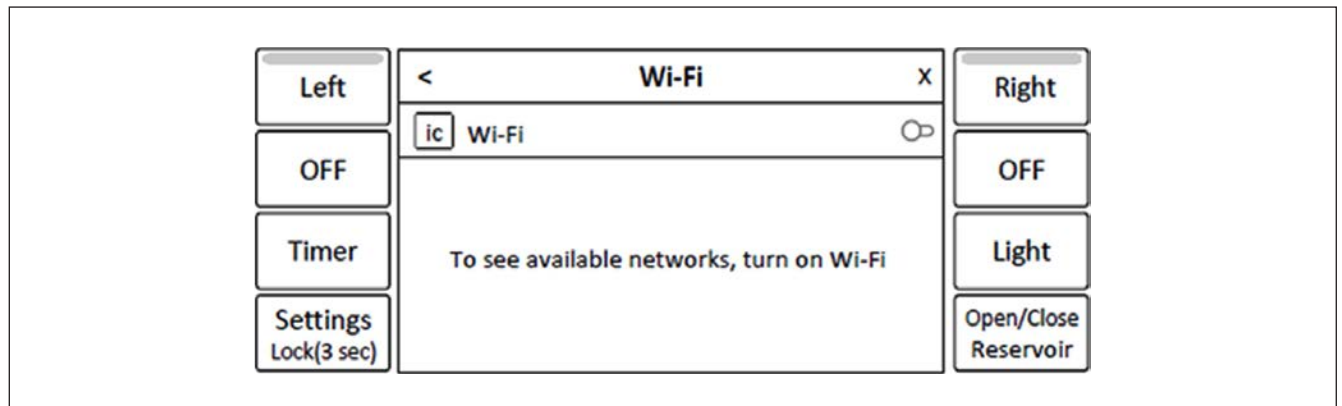 Left
OFF
Timer
Settings
Lock(3 sec)
< Wi-Fi X
ic Wi-Fi
To see available networks, turn on Wi-Fi
Right
OFF
Light
Open/Close
Reservoir